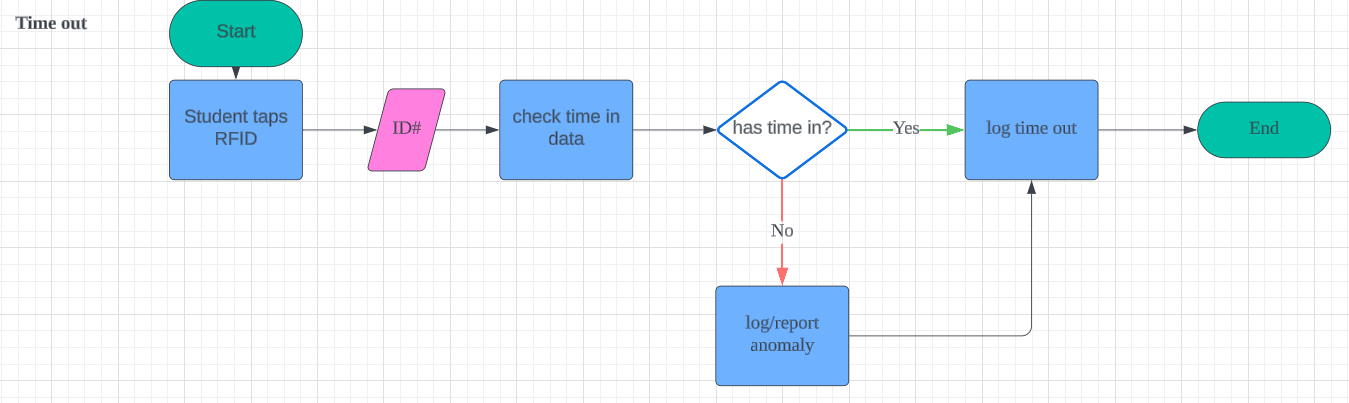 Time out
Start
Student taps
RFID
ID#
check time in
data
has time in?
Yes
log time out
End
No
log/report
anomaly